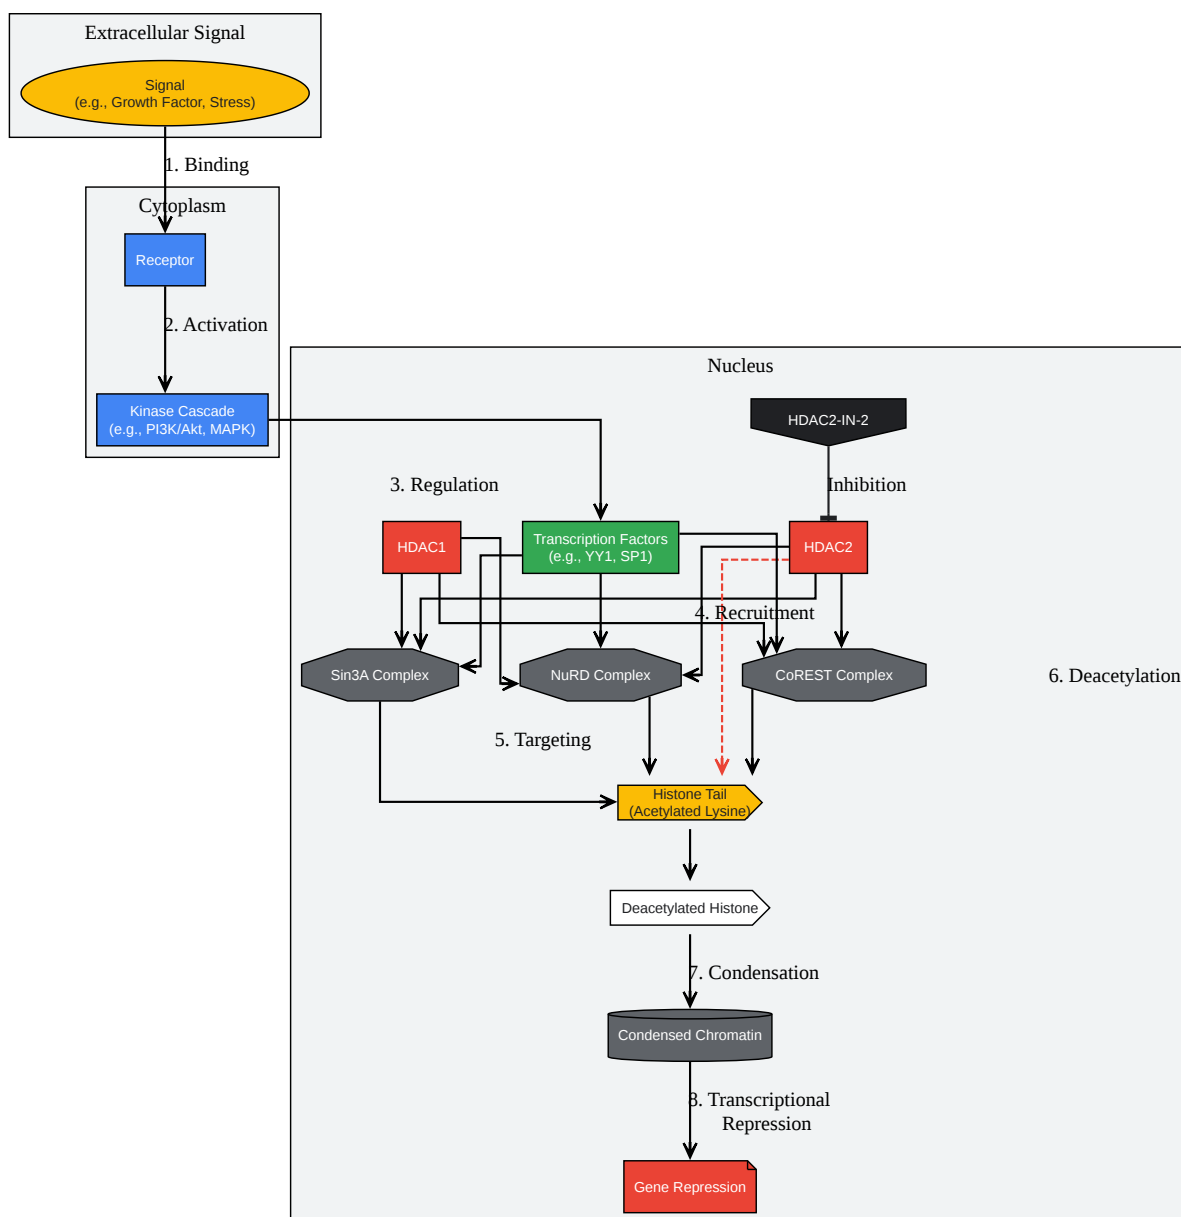 Extracellular Signal
Signal
(e.g., Growth Factor, Stress)
1. Binding
Cytoplasm
Receptor
2. Activation
Nucleus
Kinase Cascade
(e.g., PI3K/Akt, MAPK)
HDAC2-IN-2
3. Regulation
Inhibition
HDAC1
Transcription Factors
(e.g., YY1, SP1)
HDAC2
4. Recruitment
Sin3A Complex
NuRD Complex
CoREST Complex
6. Deacetylation
5. Targeting
Histone Tail
(Acetylated Lysine)
Deacetylated Histone
7. Condensation
Condensed Chromatin
8. Transcriptional
Repression
Gene Repression